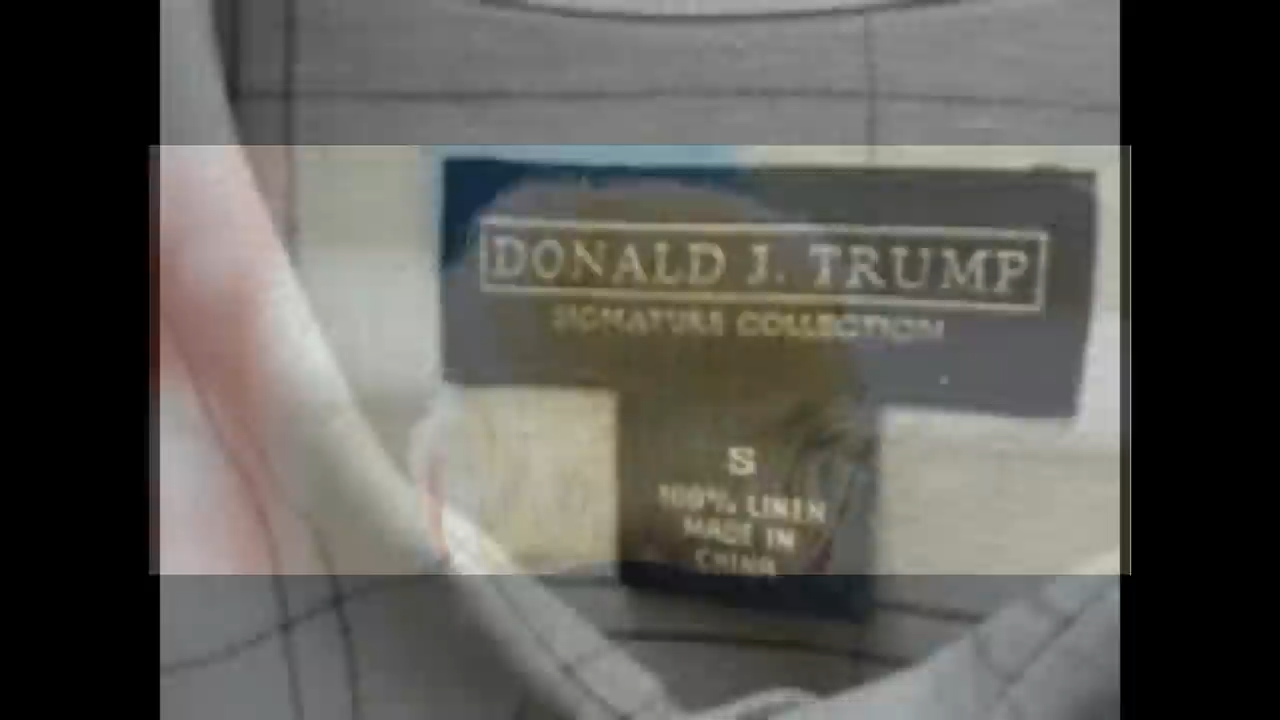 DONALD J. TRUMP
SIGNATURE COLLECTION
S
100% LINEN
MADE IN
CHINA